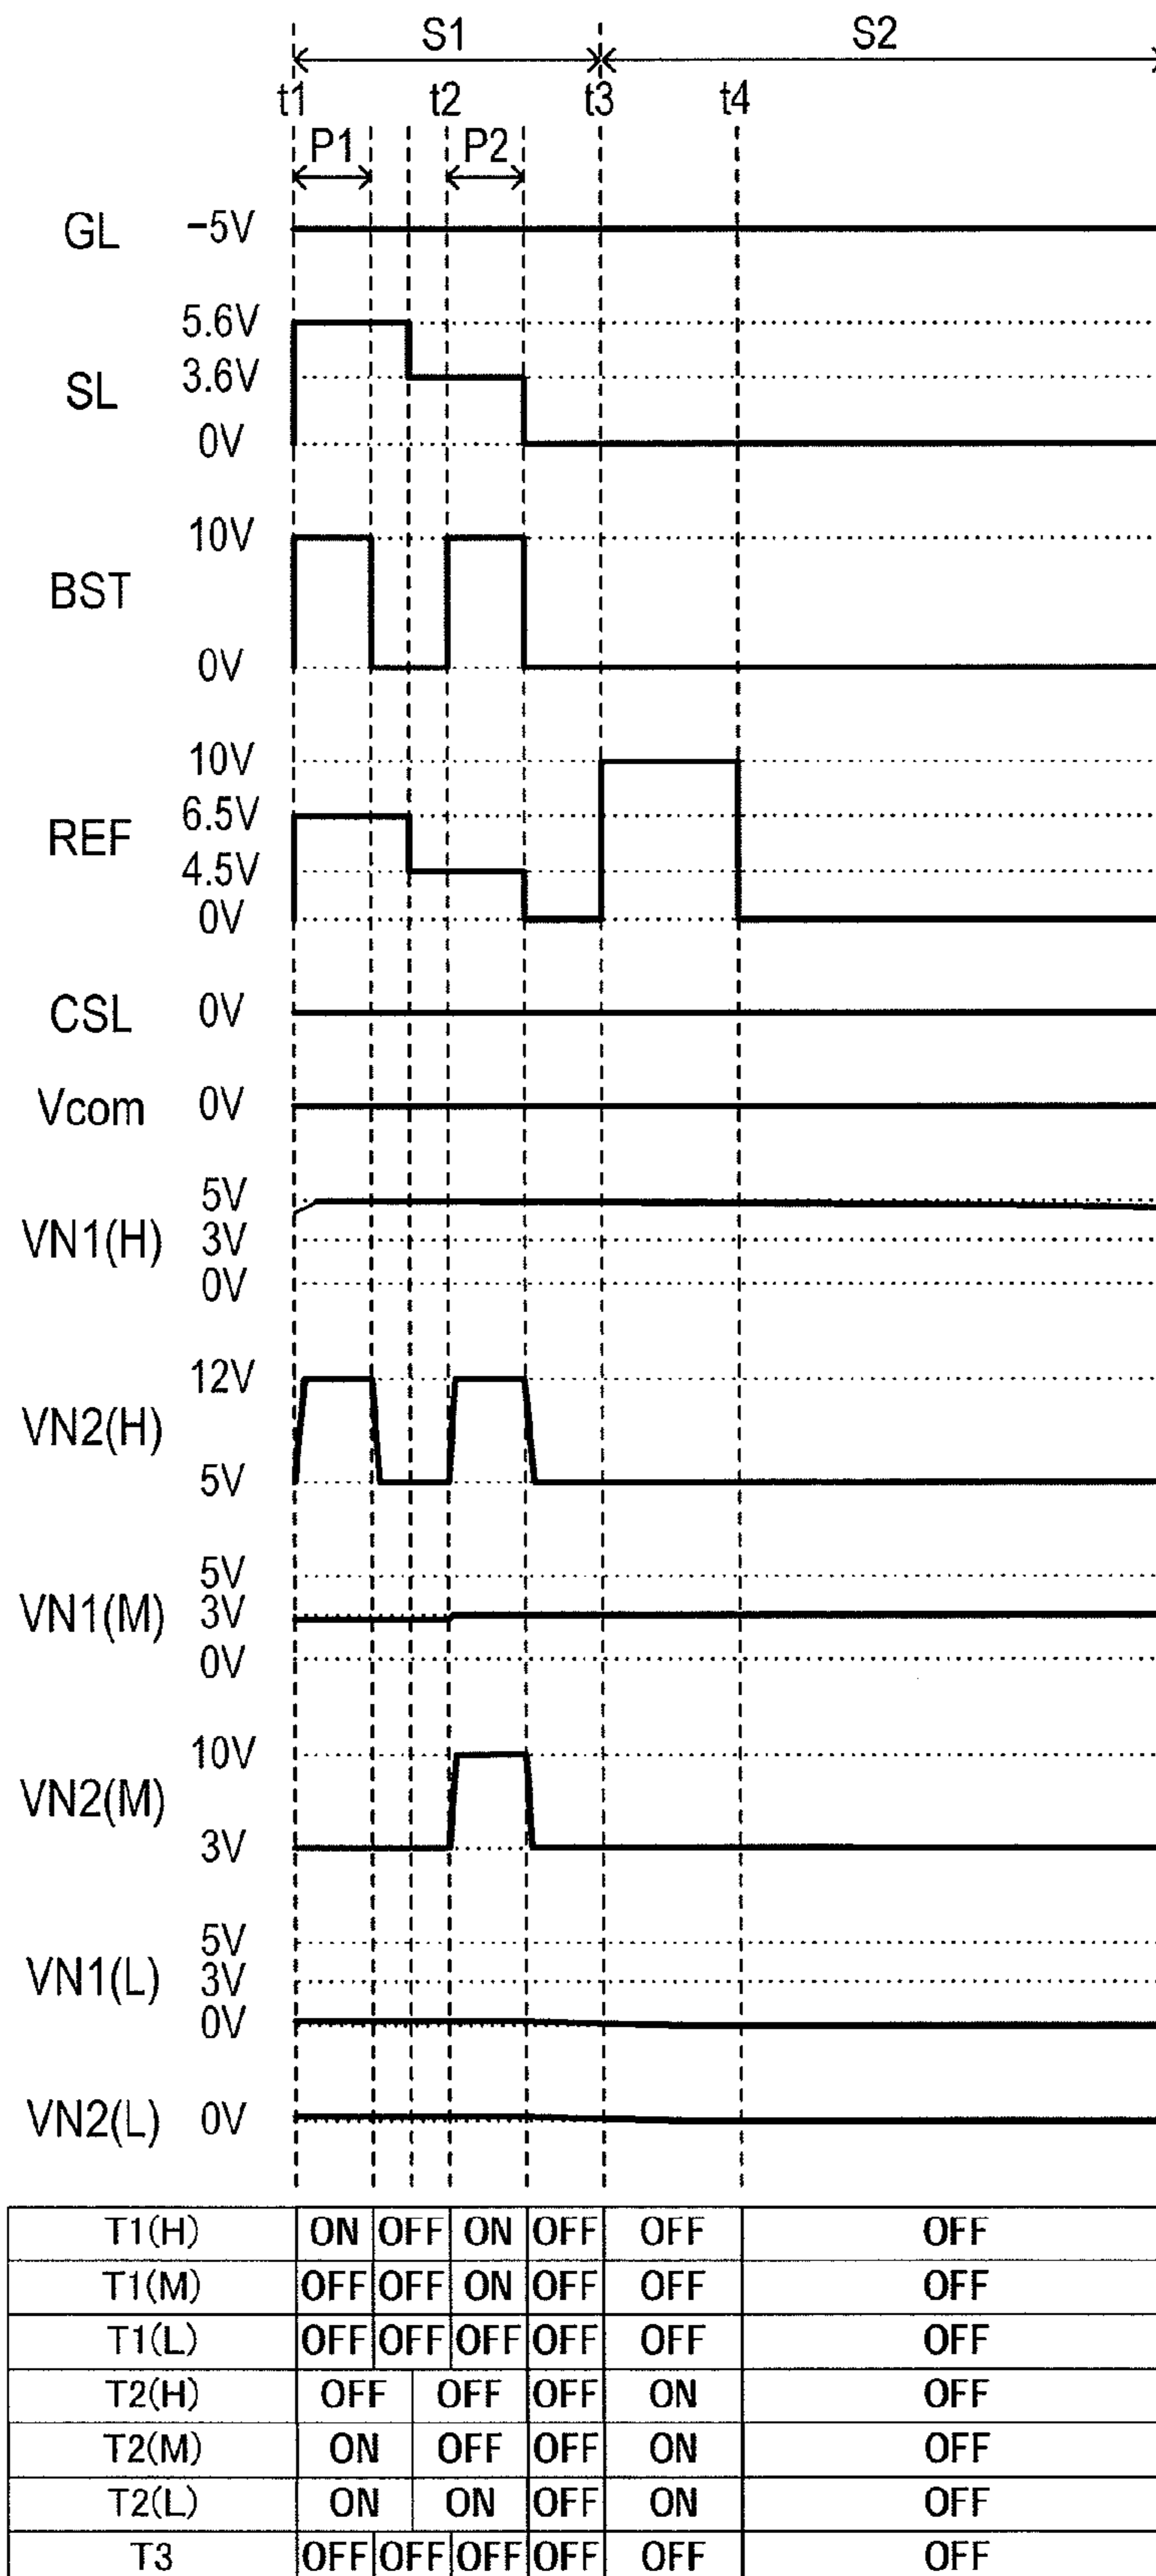 S1 S2
t1 t2 t3 t4
P1 P2
GL −5V
5.6V
SL 3.6V
0V
10V
BST
0V
10V
REF 6.5V
4.5V
0V
CSL 0V
Vcom 0V
5V
VN1(H) 3V
0V
12V
VN2(H)
5V
5V
VN1(M) 3V
0V
10V
VN2(M)
3V
5V
VN1(L) 3V
0V
VN2(L) 0V
T1(H) ON OFF ON OFF OFF OFF
T1(M) OFF OFF ON OFF OFF OFF
T1(L) OFF OFF OFF OFF OFF OFF
T2(H) OFF OFF OFF ON OFF
T2(M) ON OFF OFF ON OFF
T2(L) ON ON OFF ON OFF
T3 OFF OFF OFF OFF OFF OFF